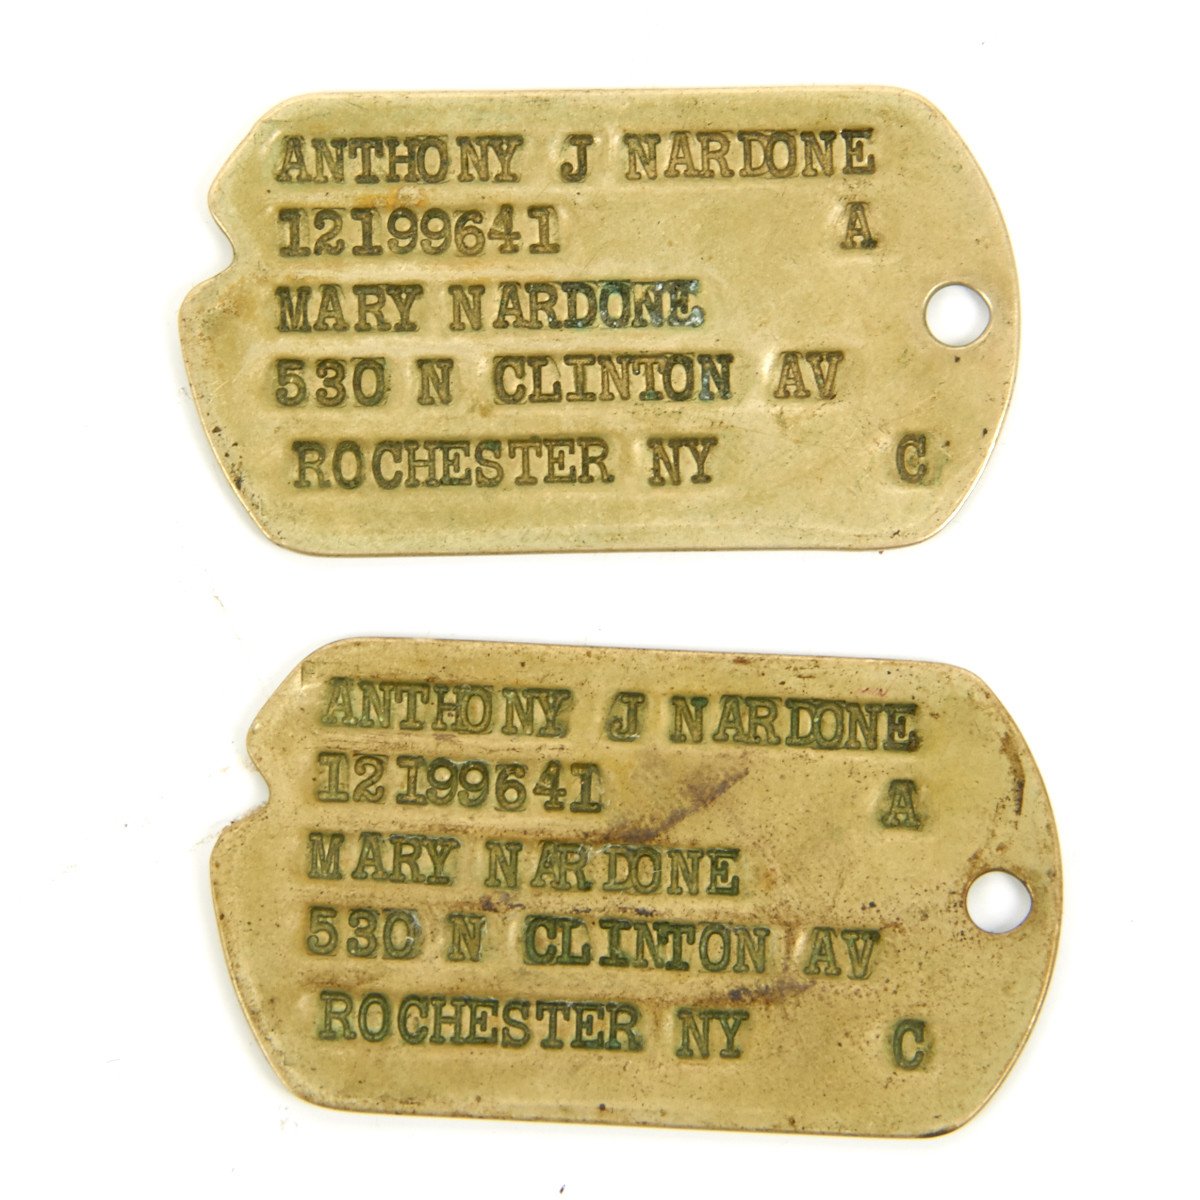 ANTHONY J NARDONE
12199641 A
MARY NARDONE
530 N CLINTON AV
ROCHESTER NY C
ANTHONY J NARDONE
12199641 A
MARY NARDONE
530 N CLINTON AV
ROCHESTER NY C